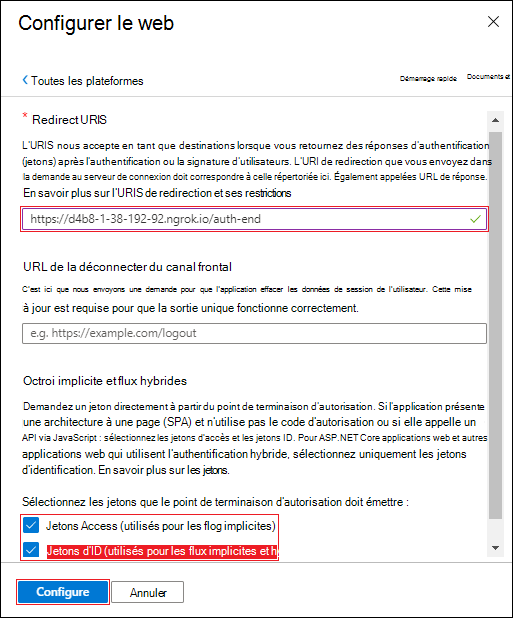 Configurer le web
Toutes les plateformes
Démarrage rapide
Documents et
* Redirect URIS
L'URIS nous accepte en tant que destinations lorsque vous retournez des réponses d'authentification
(jetons) après l'authentification ou la signature d'utilisateurs. L'URI de redirection que vous envoyez dans
la demande au serveur de connexion doit correspondre à celle répertoriée ici. Également appelées URL de réponse.
En savoir plus sur l'URIS de redirection et ses restrictions
https://d4b8-1-38-192-92.ngrok.io/auth-end
URL de la déconnecter du canal frontal
C'est ici que nous envoyons une demande pour que l'application effacer les données de session de l'utilisateur. Cette mise
à jour est requise pour que la sortie unique fonctionne correctement.
e.g. https://example.com/logout
Octroi implicite et flux hybrides
Demandez un jeton directement à partir du point de terminaison d'autorisation. Si l'application présente
une architecture à une page (SPA) et n'utilise pas le code d'autorisation ou si elle appelle un
API via JavaScript : sélectionnez les jetons d'accès et les jetons ID. Pour ASP.NET Core applications web et autres
applications web qui utilisent l'authentification hybride, sélectionnez uniquement les jetons
d'identification. En savoir plus sur les jetons.
Sélectionnez les jetons que le point de terminaison d'autorisation doit émettre :
Jetons Access (utilisés pour les flog implicites)
Jetons d'ID (utilisés pour les flux implicites et h
Configure
Annuler